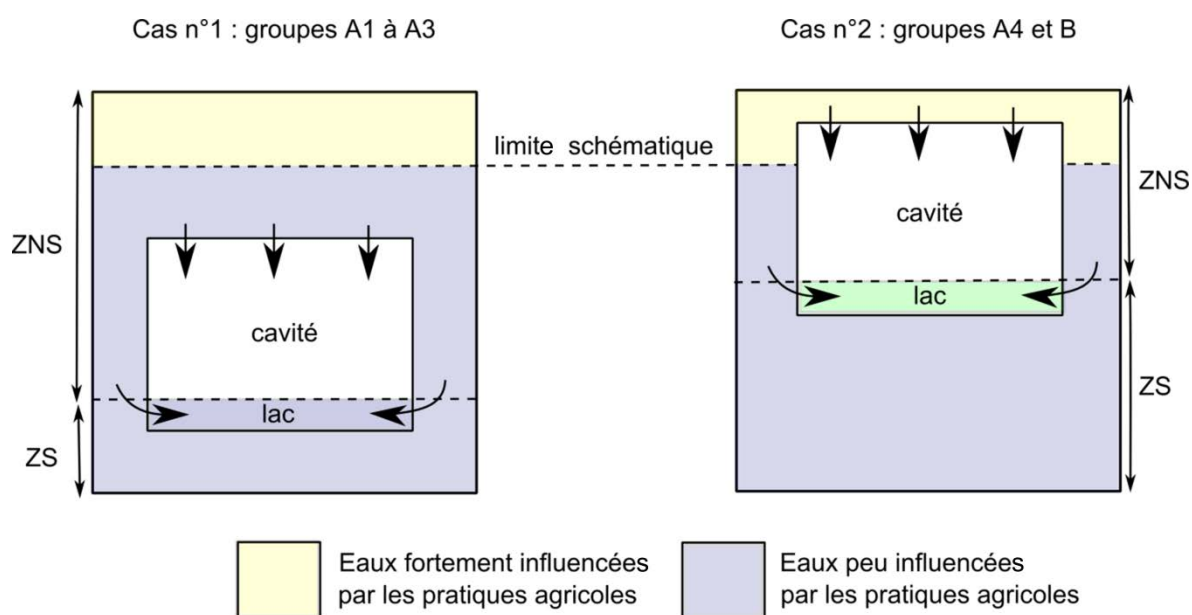 Cas n°1 : groupes A1 à A3
Cas n°2 : groupes A4 et B
limite schématique
ZNS
ZNS
cavité
cavité
lac
lac
ZS
ZS
Eaux fortement influencées
par les pratiques agricoles
Eaux peu influencées
par les pratiques agricoles